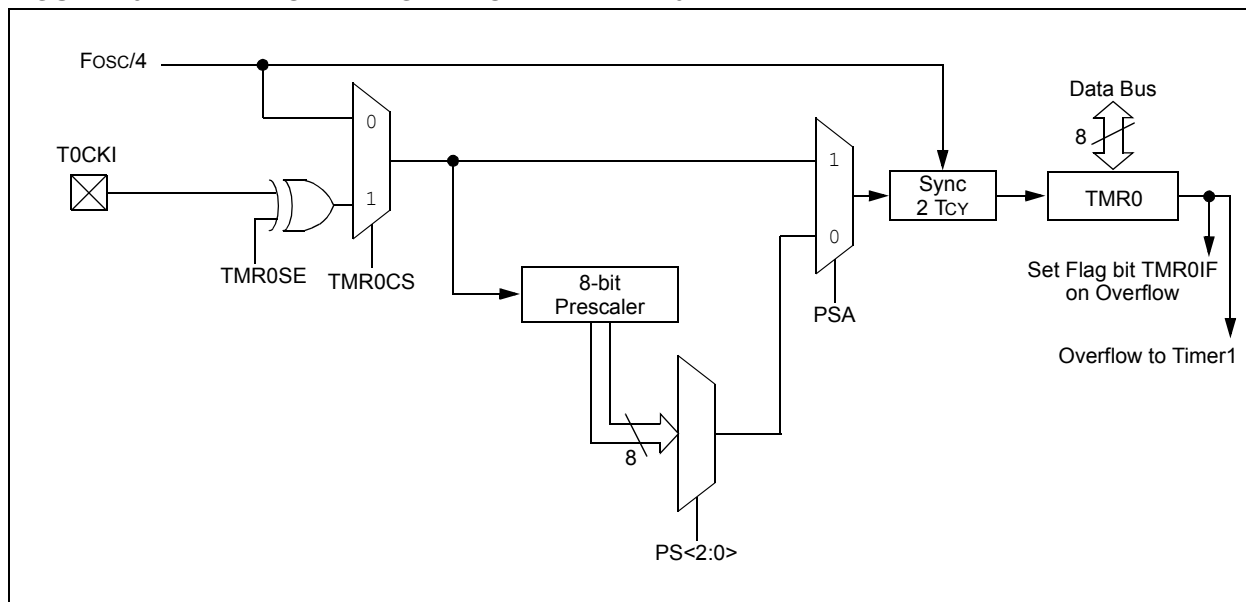 FOSC/4
Data Bus
0
8
T0CKI
1
1
Sync
2 TCY
TMR0
0
TMR0SE
TMR0CS
8-bit
Prescaler
PSA
Set Flag bit TMR0IF
on Overflow
Overflow to Timer1
8
PS<2:0>